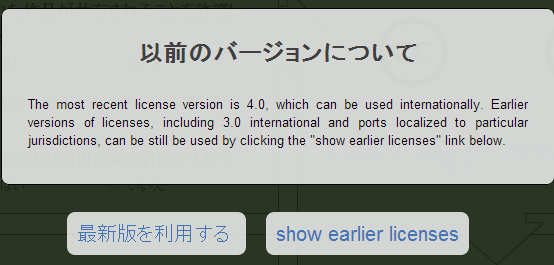 以前のバージョンについて
The most recent license version is 4.0, which can be used internationally. Earlier
versions of licenses, including 3.0 international and ports localized to particular
jurisdictions, can be still be used by clicking the "show earlier licenses" link below.
最新版を利用する
show earlier licenses